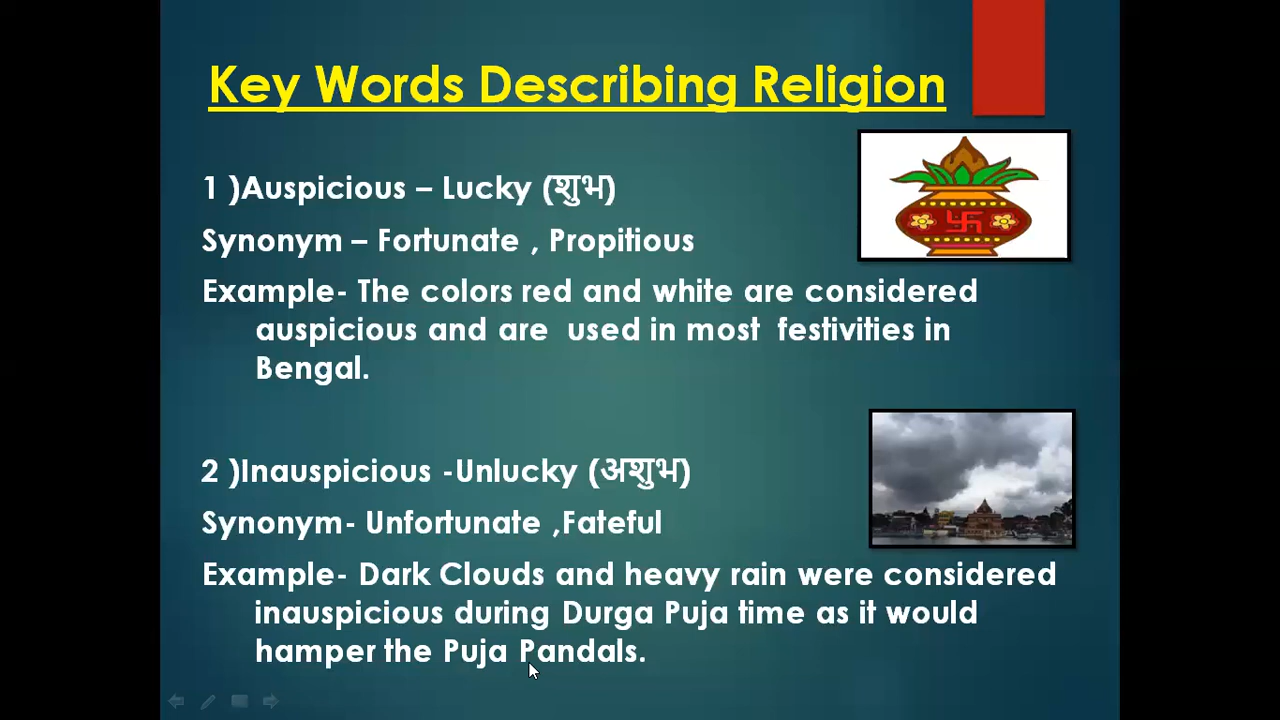 Key Words Describing Religion
1 )Auspicious – Lucky (शुभ)
Synonym – Fortunate , Propitious
Example- The colors red and white are considered
auspicious and are  used in most  festivities in
Bengal.
2 )Inauspicious -Unlucky (अशुभ)
Synonym- Unfortunate ,Fateful
Example- Dark Clouds and heavy rain were considered
inauspicious during Durga Puja time as it would
hamper the Puja Pandals.